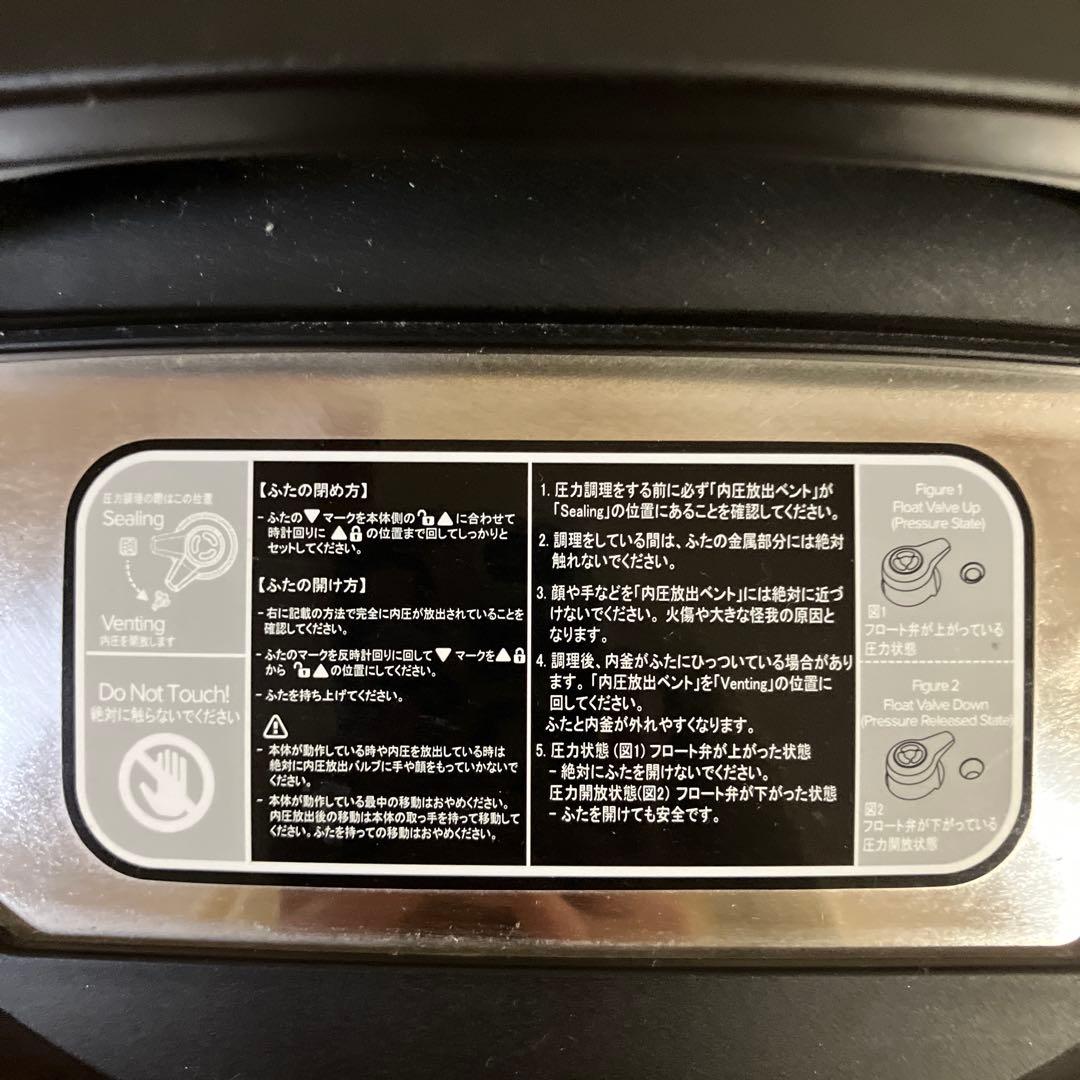 圧力調理の際はこの位置
Sealing
Venting
内圧を開放します
Do Not Touch!
絶対に触らないでください
【ふたの閉め方】
- ふたの▼マークを本体側の🔓▲に合わせて
時計回りに▲🔒の位置まで回してしっかりと
セットしてください。
【ふたの開け方】
- 右に記載の方法で完全に内圧が放出されていることを
確認してください。
- ふたのマークを反時計回りに回して▼マークを▲🔒
から🔓▲の位置にしてください。
- ふたを持ち上げてください。
⚠
- 本体が動作している時や内圧を放出している時は
絶対に内圧放出バルブに手や顔をもっていかないで
ください。
- 本体が動作している最中の移動はおやめください。
内圧放出後の移動は本体の取っ手を持って移動して
ください。ふたを持っての移動はおやめください。
1. 圧力調理をする前に必ず「内圧放出ベント」が
「Sealing」の位置にあることを確認してください。
2. 調理をしている間は、ふたの金属部分には絶対
触れないでください。
3. 顔や手などを「内圧放出ベント」には絶対に近づ
けないでください。火傷や大きな怪我の原因と
なります。
4. 調理後、内釜がふたにひっついている場合があり
ます。「内圧放出ベント」を「Venting」の位置に
回してください。
ふたと内釜が外れやすくなります。
5. 圧力状態 (図1) フロート弁が上がった状態
- 絶対にふたを開けないでください。
圧力開放状態(図2) フロート弁が下がった状態
- ふたを開けても安全です。
Figure 1
Float Valve Up
(Pressure State)
図1
フロート弁が上がっている
圧力状態
Figure 2
Float Valve Down
(Pressure Released State)
図2
フロート弁が下がっている
圧力開放状態